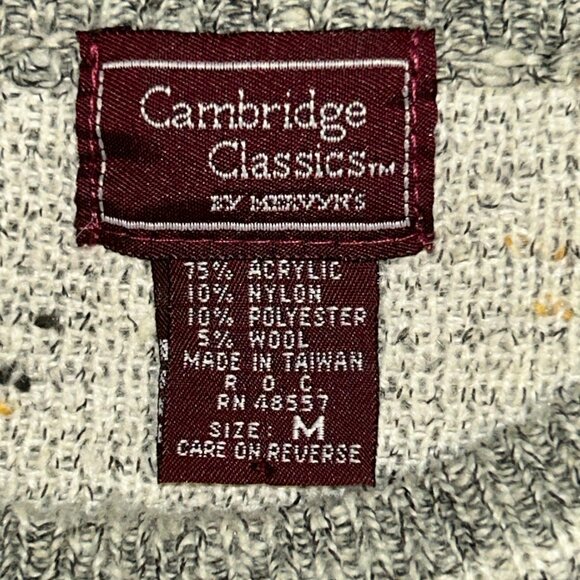 Cambridge
Classics™
BY MERVYN'S
75% ACRYLIC
10% NYLON
10% POLYESTER
5% WOOL
MADE IN TAIWAN
R. O. C.
RN 48557
SIZE: M
CARE ON REVERSE